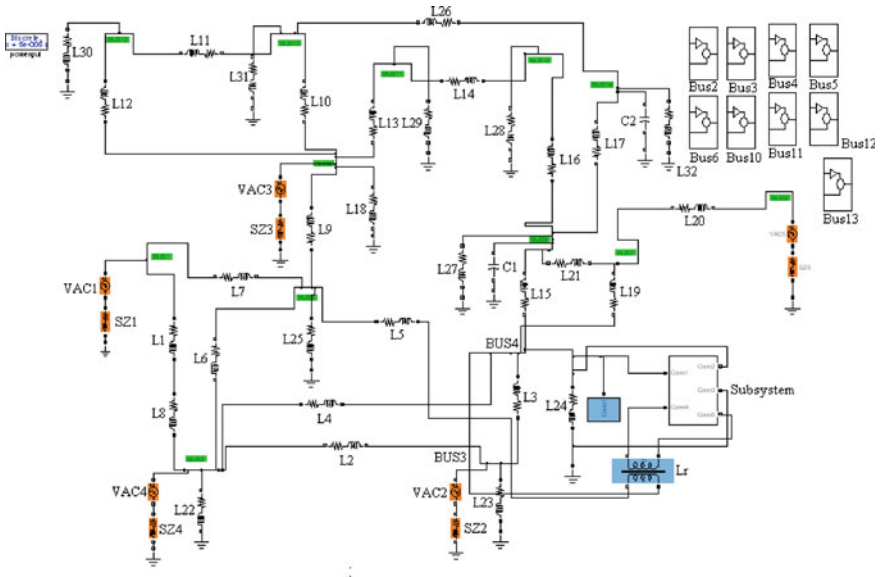 L26
L30
L11
L31
L12
L10
L14
L13
L29
L28
L16
L17
C2
L32
Bus2
Bus3
Bus4
Bus5
Bus6
Bus10
Bus11
Bus12
Bus13
VAC3
SZ3
L9
L18
L20
L27
C1
L21
L15
L19
VAC1
SZ1
L7
L1
L6
L25
L5
BUS4
L8
L4
L3
L24
Subsystem
L2
BUS3
VAC4
SZ4
L22
VAC2
SZ2
L23
Lr